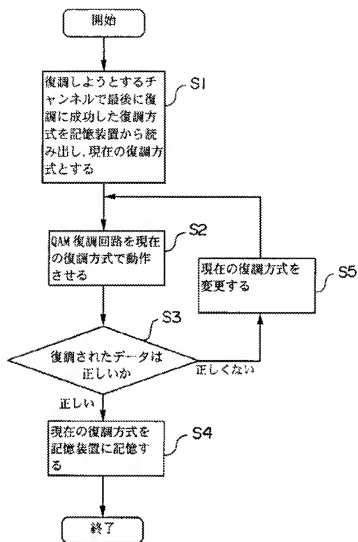 開始
復調しようとするチ
ャンネルで最後に復
調に成功した復調方
式を記憶装置から読
み出し、現在の復調方
式とする
S1
QAM復調回路を現在
の復調方式で動作
させる
S2
現在の復調方式を
変更する
S5
S3
復調されたデータは
正しいか
正しくない
正しい
現在の復調方式を
記憶装置に記憶す
る
S4
終了